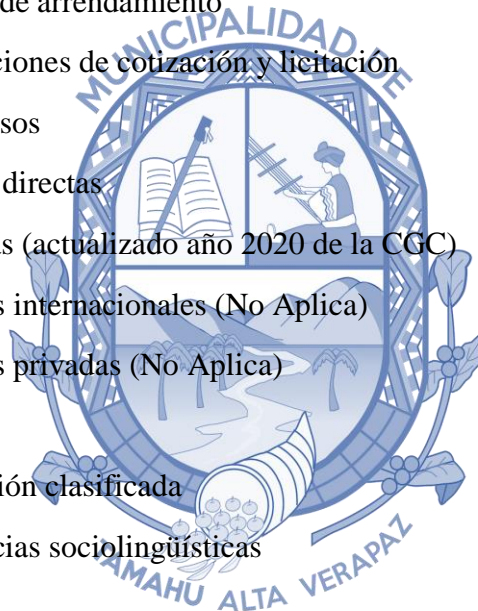 de arrendamiento
ciones de cotización y licitación
sos
directas
s (actualizado año 2020 de la CGC)
s internacionales (No Aplica)
s privadas (No Aplica)
ión clasificada
cias sociolingüísticas
MUNICIPALIDAD DE
TAMAHU ALTA VERAPAZ